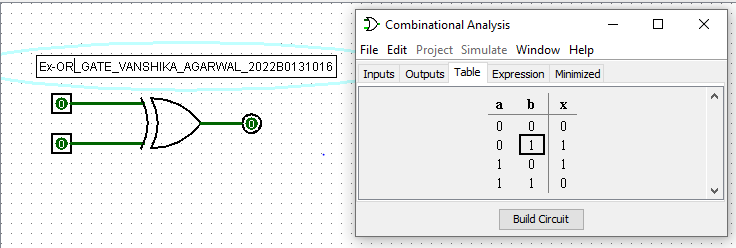 Ex-OR_GATE_VANSHIKA_AGARWAL_2022B0131016
0
0
0
Combinational Analysis
File Edit Project Simulate Window Help
Inputs Outputs Table Expression Minimized
a b x
0 0 0
0 1 1
1 0 1
1 1 0
Build Circuit